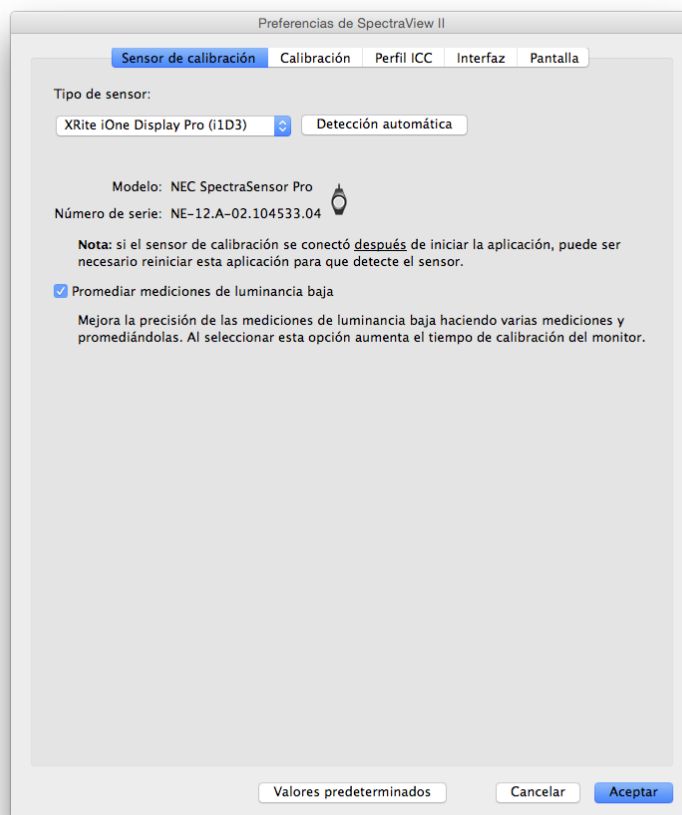 Preferencias de SpectraView II
Sensor de calibración Calibración Perfil ICC Interfaz Pantalla
Tipo de sensor:
XRite iOne Display Pro (i1D3) Detección automática
Modelo: NEC SpectraSensor Pro
Número de serie: NE-12.A-02.104533.04
Nota: si el sensor de calibración se conectó después de iniciar la aplicación, puede ser
necesario reiniciar esta aplicación para que detecte el sensor.
Promediar mediciones de luminancia baja
Mejora la precisión de las mediciones de luminancia baja haciendo varias mediciones y
promediándolas. Al seleccionar esta opción aumenta el tiempo de calibración del monitor.
Valores predeterminados Cancelar Aceptar